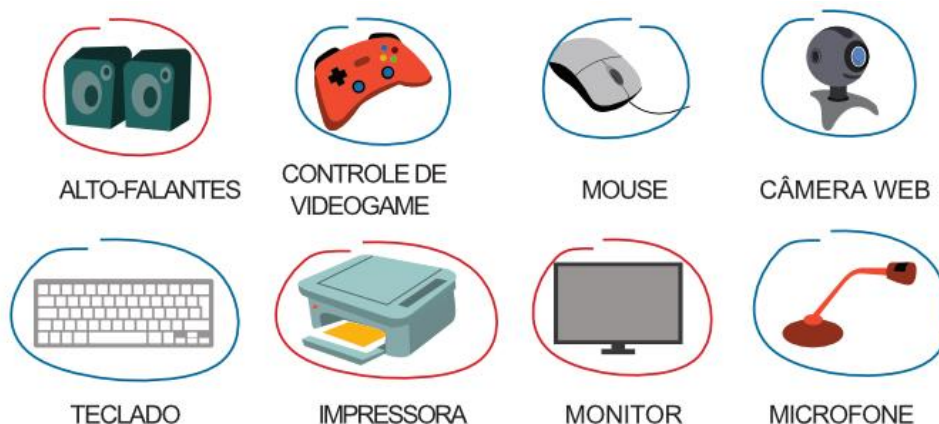 ALTO-FALANTES
CONTROLE DE
VIDEOGAME
MOUSE
CÂMERA WEB
TECLADO
IMPRESSORA
MONITOR
MICROFONE